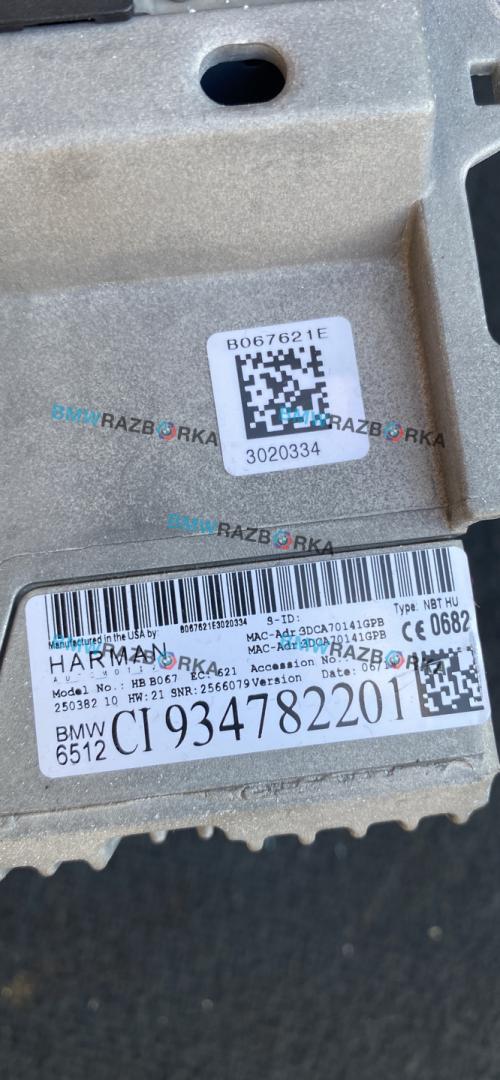 B067621E
3020334
BMWRAZBORKA
BMWRAZBORKA
BMWRAZBORKA
Manufactured in the USA by:
B067621E3020334
9-ID:
Type: NBT HU
HARMAN
MAC-Adr 3DCA70141GPB
MAC-Adr 3DCA70141GPB
CE 0682
Model No.: HB B067 EC: 621 Accession No.:
250382 10 HW:21 SNR:2566079 Version Date:
BMW
6512 CI 934782201